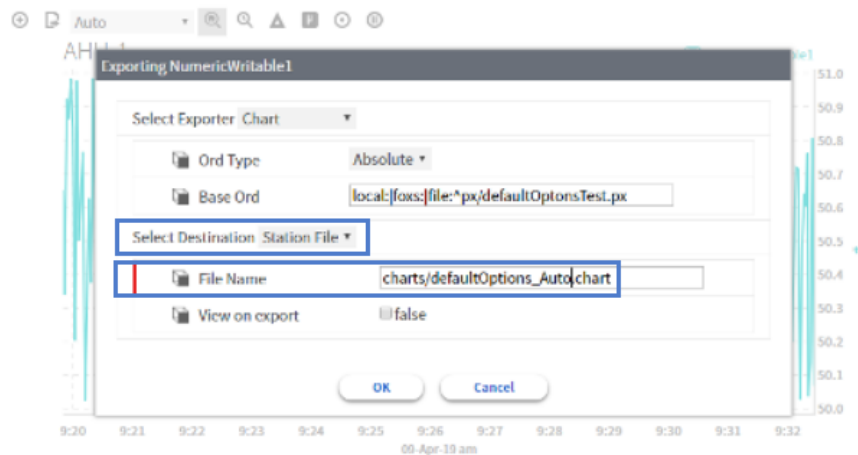 Auto
AHU
Exporting NumericWritable1
Select Exporter Chart
Ord Type Absolute
Base Ord local:|foxs:|file:^px/defaultOptonsTest.px
Select Destination Station File
File Name charts/defaultOptions_Auto.chart
View on export false
OK Cancel
51.0
50.9
50.8
50.7
50.6
50.5
50.4
50.3
50.2
50.1
50.0
9:20 9:21 9:22 9:23 9:24 9:25 9:26 9:27 9:28 9:29 9:30 9:31 9:32
09-Apr-19 am